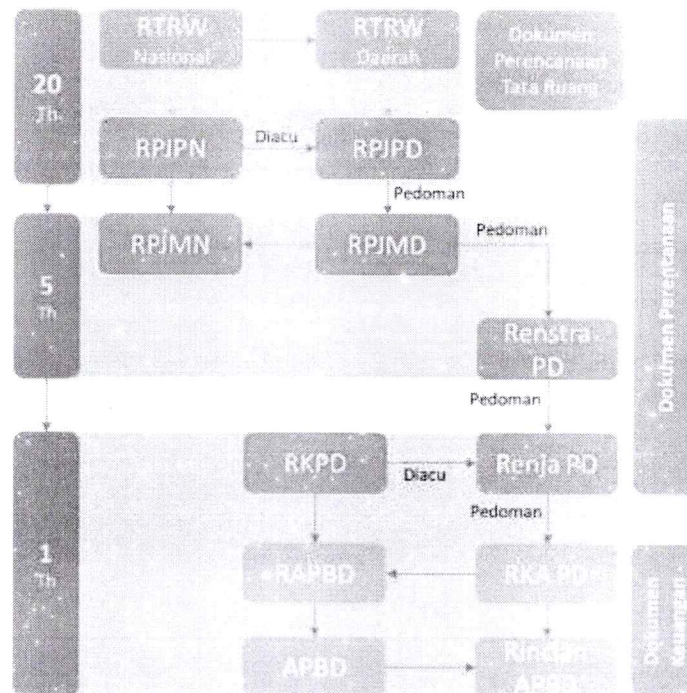 RTRW
Nasional
RTRW
Daerah
Dokumen
Perencanaan
Tata Ruang
20
Th
RPJPN
Diacu
RPJPD
Pedoman
RPJMN
RPJMD
Pedoman
5
Th
Renstra
PD
Pedoman
Dokumen Perencanaan
RKPD
Diacu
Renja PD
Pedoman
1
Th
RAPBD
RKA PD
APBD
Rincian
APBD
Dokumen
Keuangan